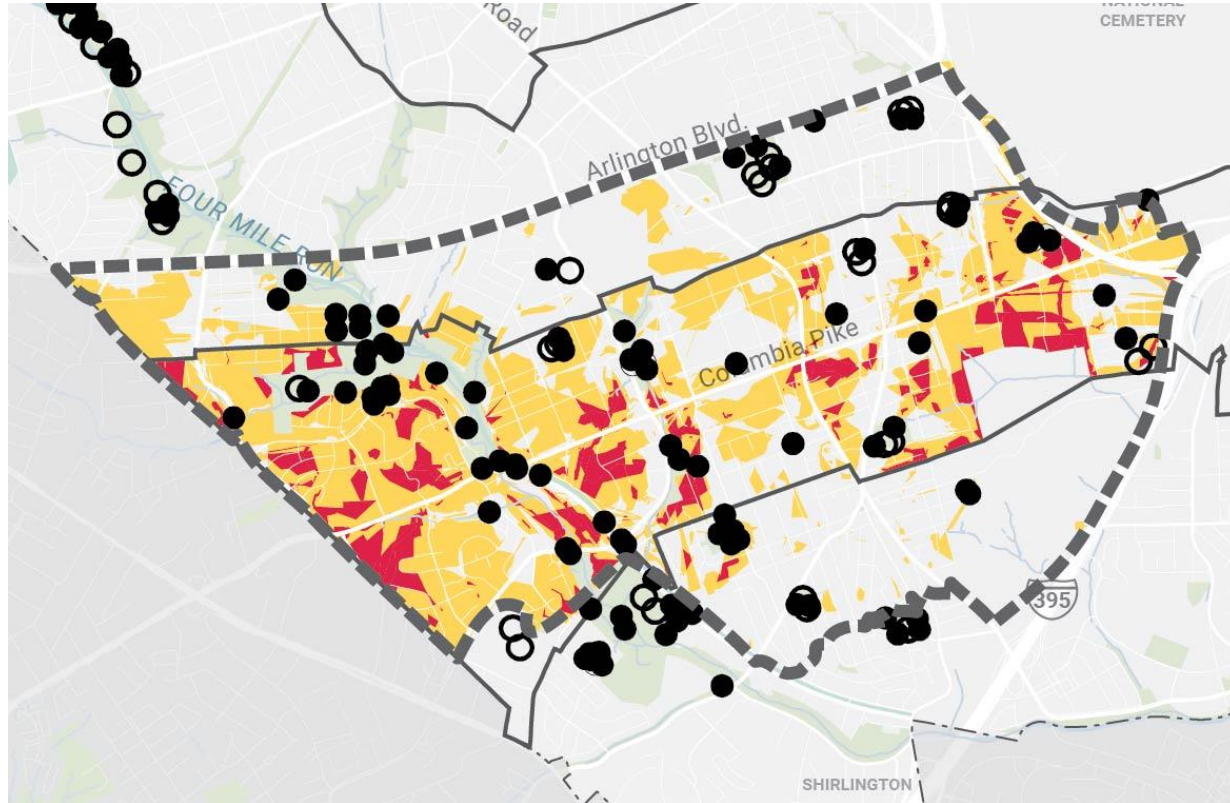 Road
NATIONAL
CEMETERY
Arlington Blvd.
FOUR MILE RUN
Columbia Pike
395
SHIRLINGTON